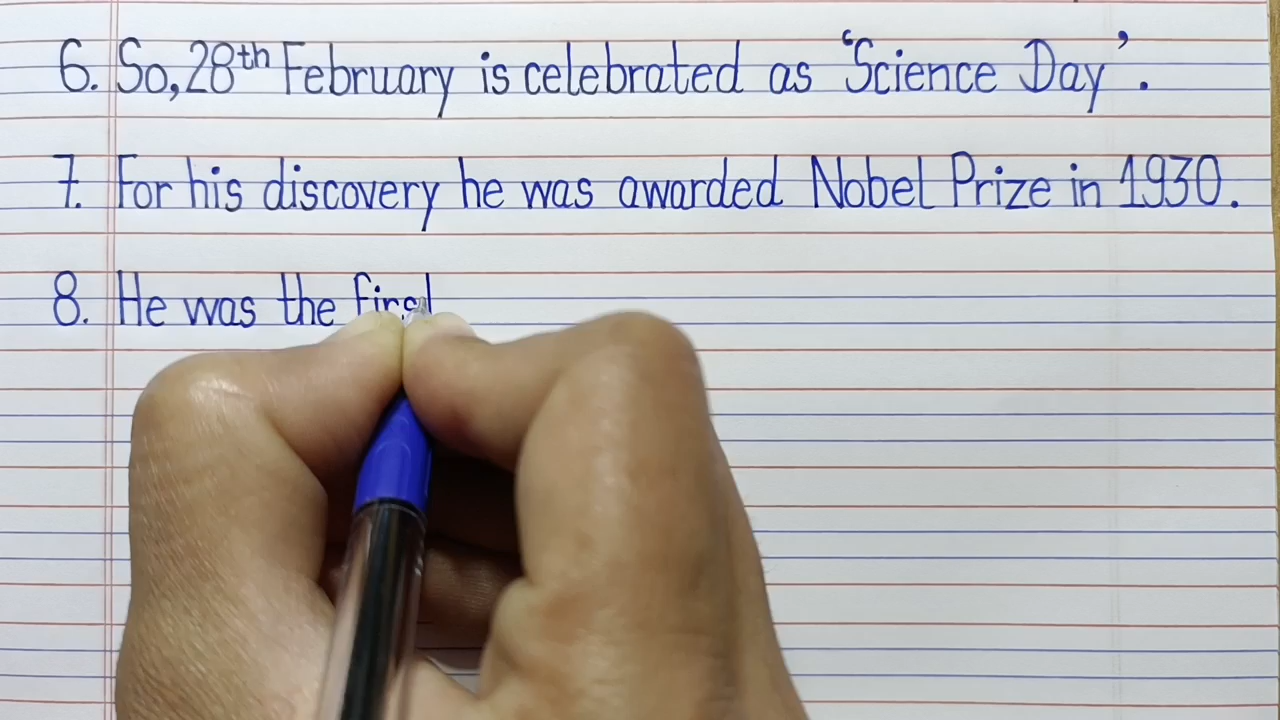 6. So, 28th February is celebrated as 'Science Day'.
7. For his discovery he was awarded Nobel Prize in 1930.
8. He was the